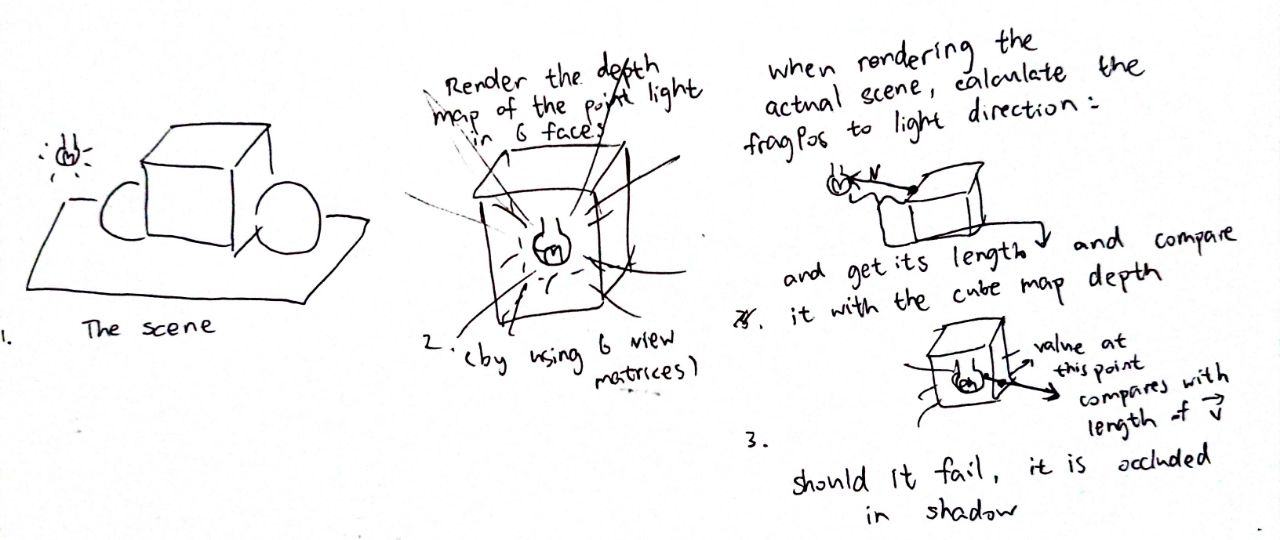 1. The scene
Render the depth
map of the point light
in 6 faces
2. (by using 6 view
matrices)
when rendering the
actual scene, calculate the
fragPos to light direction:
V
and get its length and compare
it with the cube map depth
value at
this point
compares with
length of v
3.
should it fail, it is occluded
in shadow